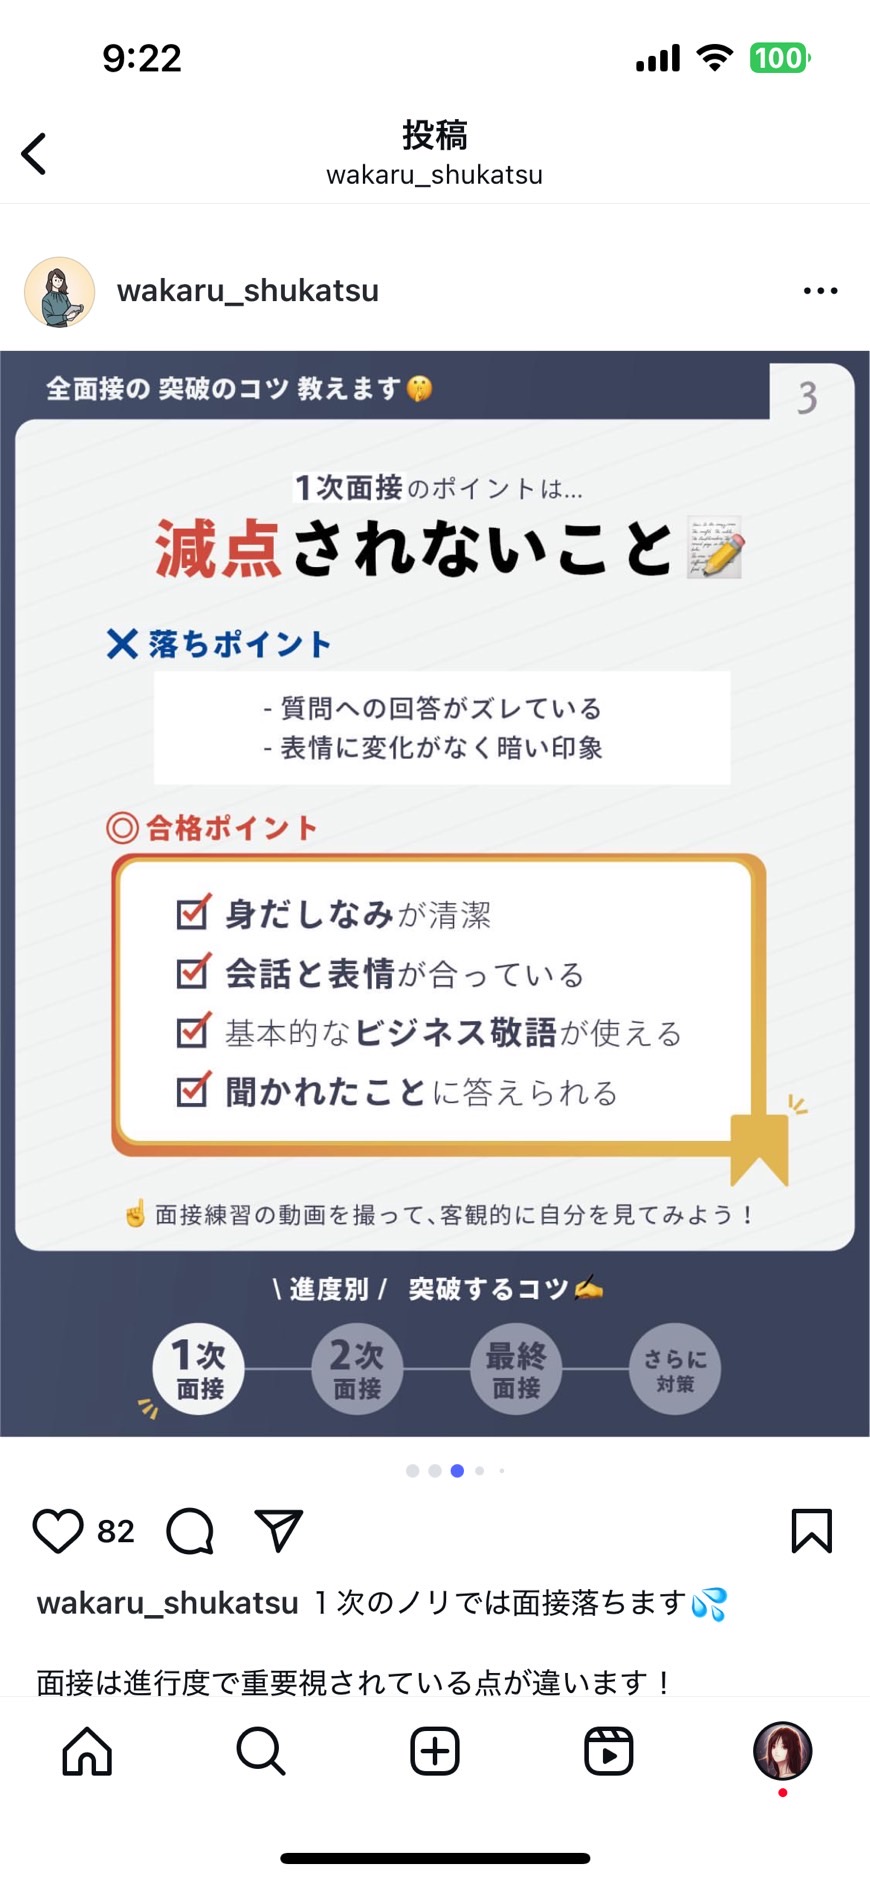 9:22
100
投稿
wakaru_shukatsu
wakaru_shukatsu
全面接の 突破のコツ 教えます🤫
3
1次面接のポイントは...
減点されないこと📝
✕ 落ちポイント
- 質問への回答がズレている
- 表情に変化がなく暗い印象
◎ 合格ポイント
☑ 身だしなみが清潔
☑ 会話と表情が合っている
☑ 基本的なビジネス敬語が使える
☑ 聞かれたことに答えられる
☝️面接練習の動画を撮って、客観的に自分を見てみよう！
\ 進度別 / 突破するコツ✍️
1次
面接
2次
面接
最終
面接
さらに
対策
82
wakaru_shukatsu １次のノリでは面接落ちます💦
面接は進行度で重要視されている点が違います！